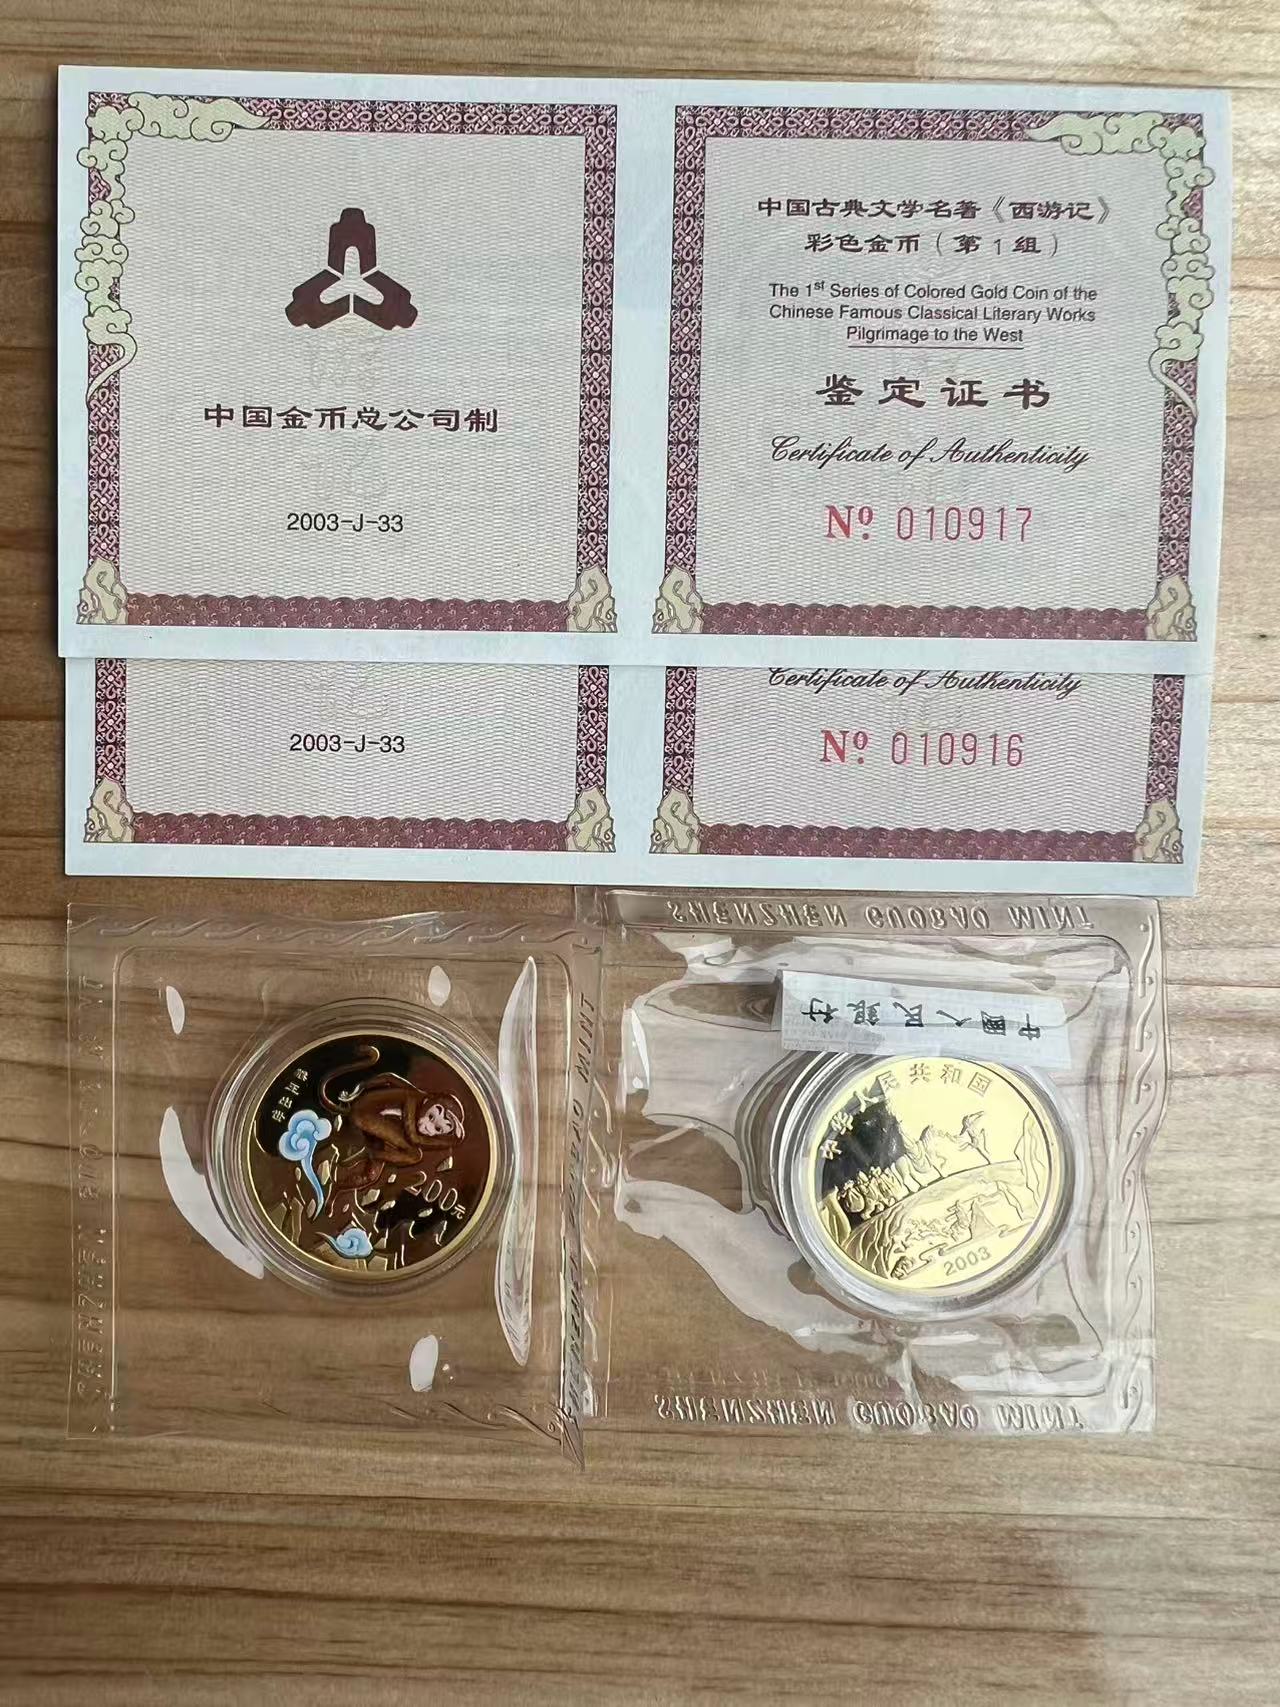 中国金币总公司制
2003-J-33
中国古典文学名著《西游记》
彩色金币（第1组）
The 1st Series of Colored Gold Coin of the
Chinese Famous Classical Literary Works
Pilgrimage to the West
鉴定证书
Certificate of Authenticity
Nº 010917
2003-J-33
Certificate of Authenticity
Nº 010916
SHENZHEN GUOBAO MINT
中國人民銀行
中华人民共和国
2003
200元
SHENZHEN GUOBAO MINT